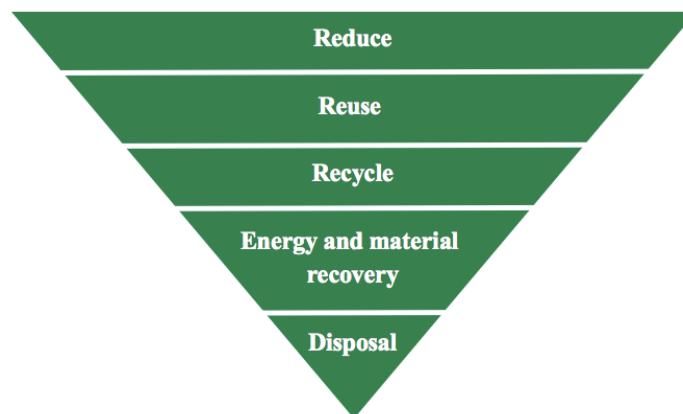 Reduce
Reuse
Recycle
Energy and material
recovery
Disposal